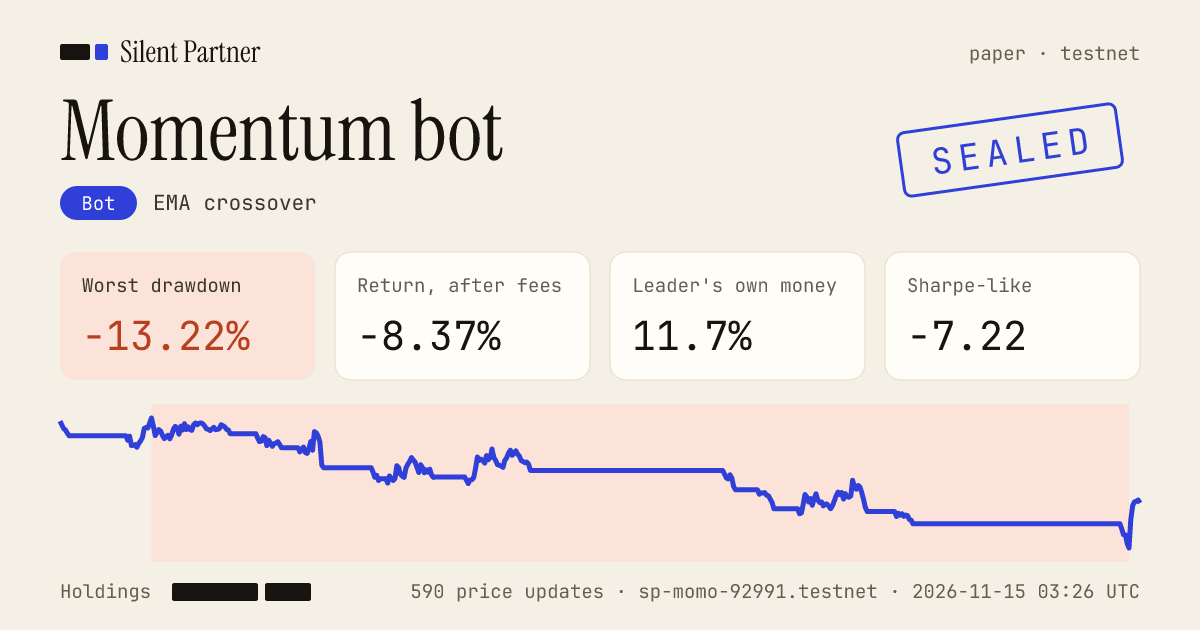 Silent Partner
paper · testnet
Momentum bot
SEALED
Bot EMA crossover
Worst drawdown
-13.22%
Return, after fees
-8.37%
Leader's own money
11.7%
Sharpe-like
-7.22
Holdings
590 price updates · sp-momo-92991.testnet · 2026-11-15 03:26 UTC